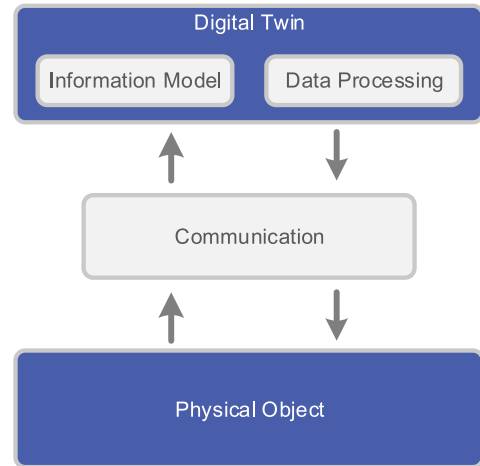 Digital Twin
Information Model
Data Processing
Communication
Physical Object